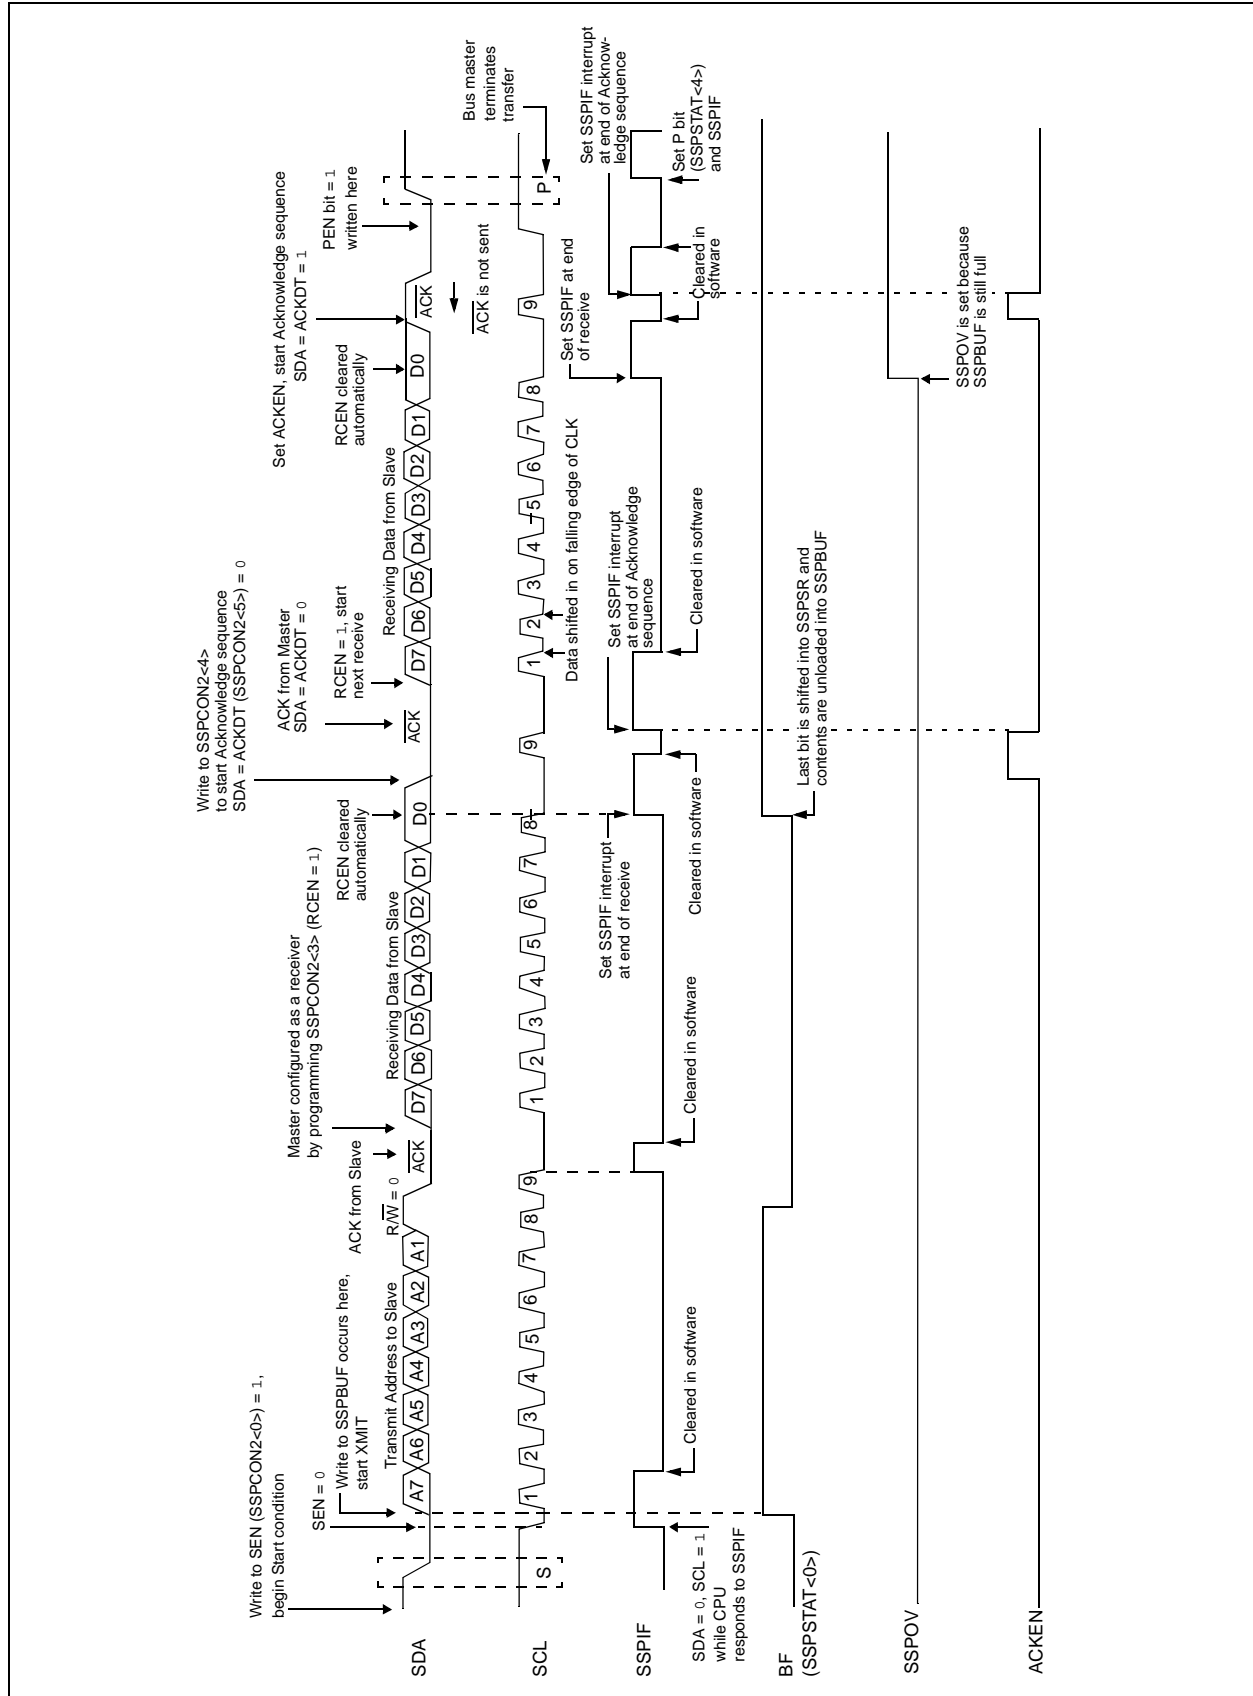 Write to SEN (SSPCON2<0>) = 1,
begin Start condition
SEN = 0
Write to SSPBUF occurs here,
start XMIT
ACK from Slave
Master configured as a receiver
by programming SSPCON2<3> (RCEN = 1)
RCEN cleared
automatically
Write to SSPCON2<4>
to start Acknowledge sequence
SDA = ACKDT (SSPCON2<5>) = 0
ACK from Master
SDA = ACKDT = 0
RCEN = 1, start
next receive
RCEN cleared
automatically
Set ACKEN, start Acknowledge sequence
SDA = ACKDT = 1
PEN bit = 1
written here
Transmit Address to Slave
R/W = 0
Receiving Data from Slave
Receiving Data from Slave
SDA
A7 A6 A5 A4 A3 A2 A1
ACK
D7 D6 D5 D4 D3 D2 D1 D0
ACK
D7 D6 D5 D4 D3 D2 D1 D0
ACK
ACK is not sent
Bus master
terminates
transfer
SCL
S
1 2 3 4 5 6 7 8 9
1 2 3 4 5 6 7 8
9
1 2 3 4 5 6 7 8
9
P
Data shifted in on falling edge of CLK
Set SSPIF interrupt
at end of receive
Set SSPIF interrupt
at end of Acknowledge
sequence
Set SSPIF at end
of receive
Set SSPIF interrupt
at end of Acknow-
ledge sequence
SSPIF
SDA = 0, SCL = 1
while CPU
responds to SSPIF
Cleared in software
Cleared in software
Cleared in software
Cleared in software
Cleared in
software
Set P bit
(SSPSTAT<4>)
and SSPIF
BF
(SSPSTAT<0>)
Last bit is shifted into SSPSR and
contents are unloaded into SSPBUF
SSPOV
SSPOV is set because
SSPBUF is still full
ACKEN